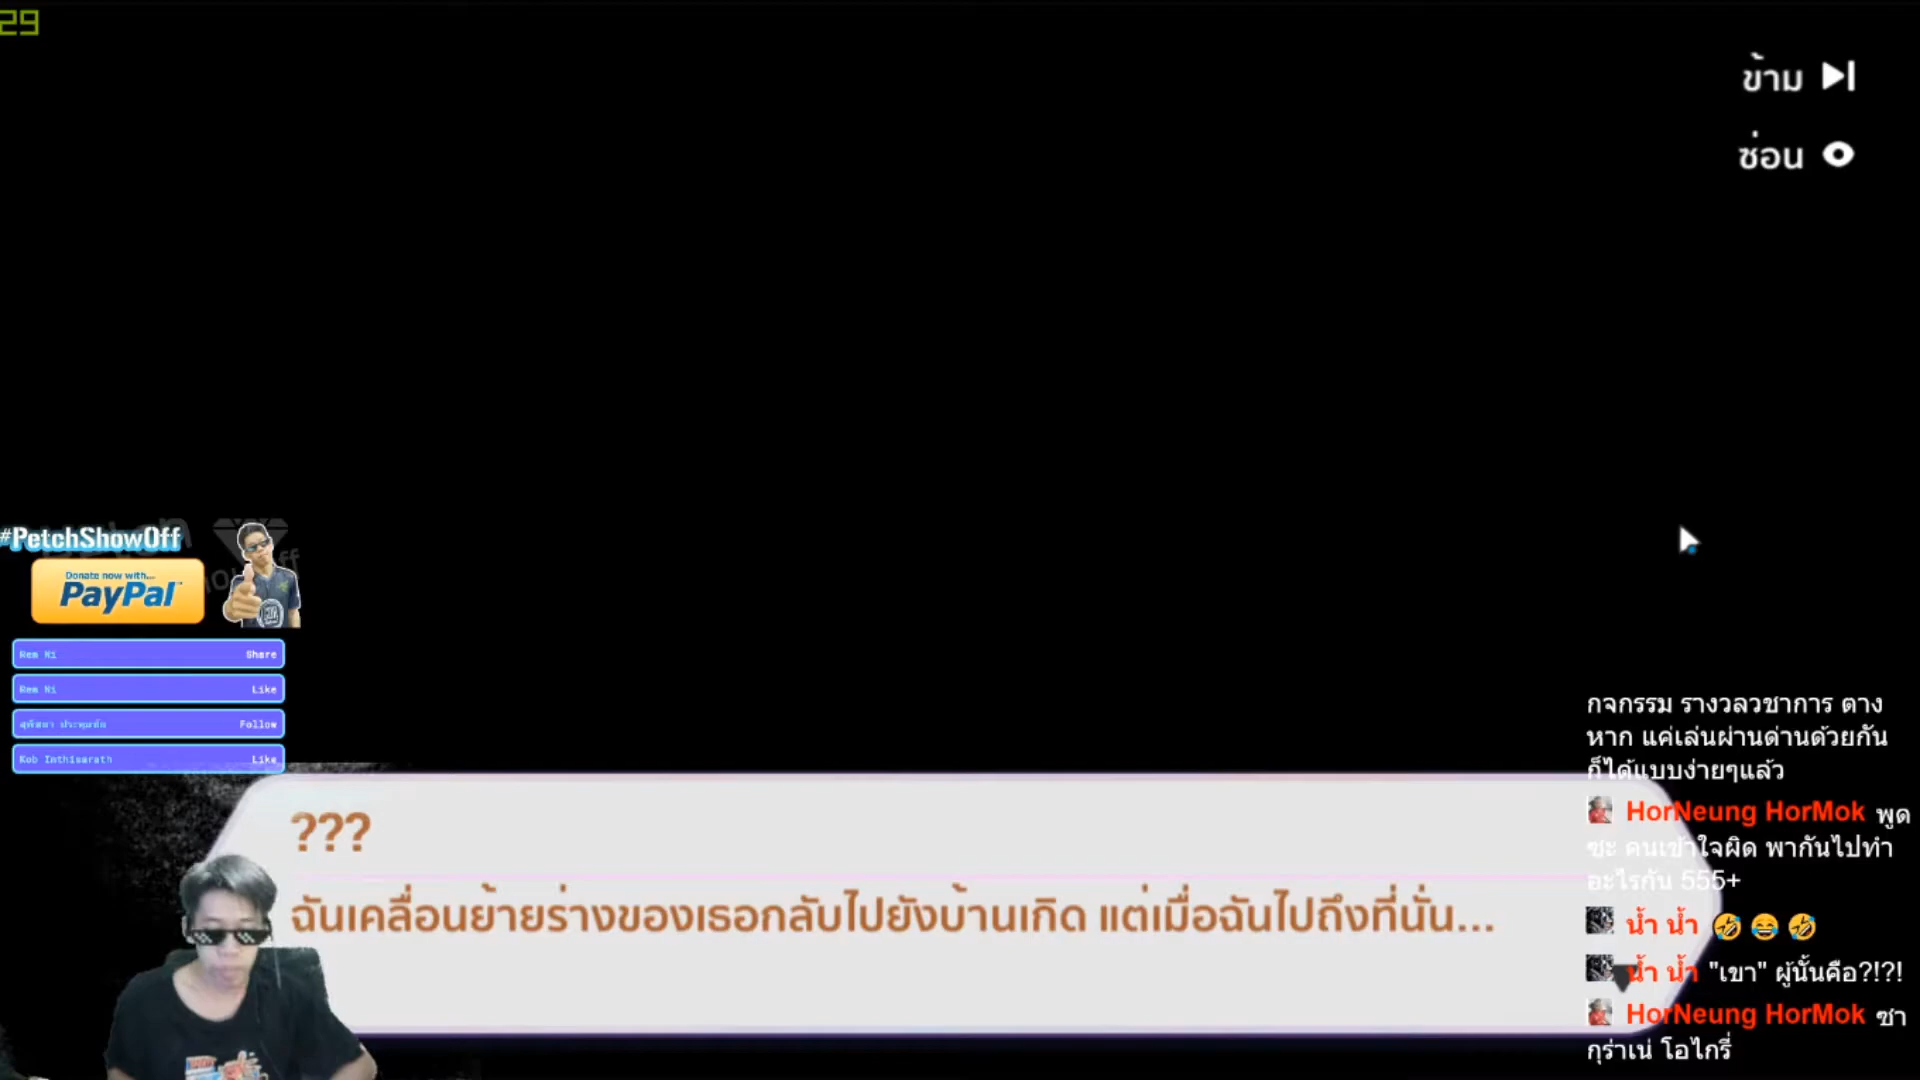 29
ข้าม
ซ่อน
#PetchShowOff
Donate now with...
PayPal
Rem Ni Share
Rem Ni Like
Follow
Kob Inthisarath Like
???
ฉันเคลื่อนย้ายร่างของเธอกลับไปยังบ้านเกิด แต่เมื่อฉันไปถึงที่นั่น...
กจกรรม รางวลวชาการ ตาง
หาก แค่เล่นผ่านด่านด้วยกัน
ก็ได้แบบง่ายๆแล้ว
HorNeung HorMok พูด
ซะ คนเข้าใจผิด พากันไปทำ
อะไรกัน 555+
น้ำ น้ำ 🤣 😂 🤣
น้ำ น้ำ "เขา" ผู้นั้นคือ?!?!
HorNeung HorMok ซา
กุร่าเน่ โอไกรี่